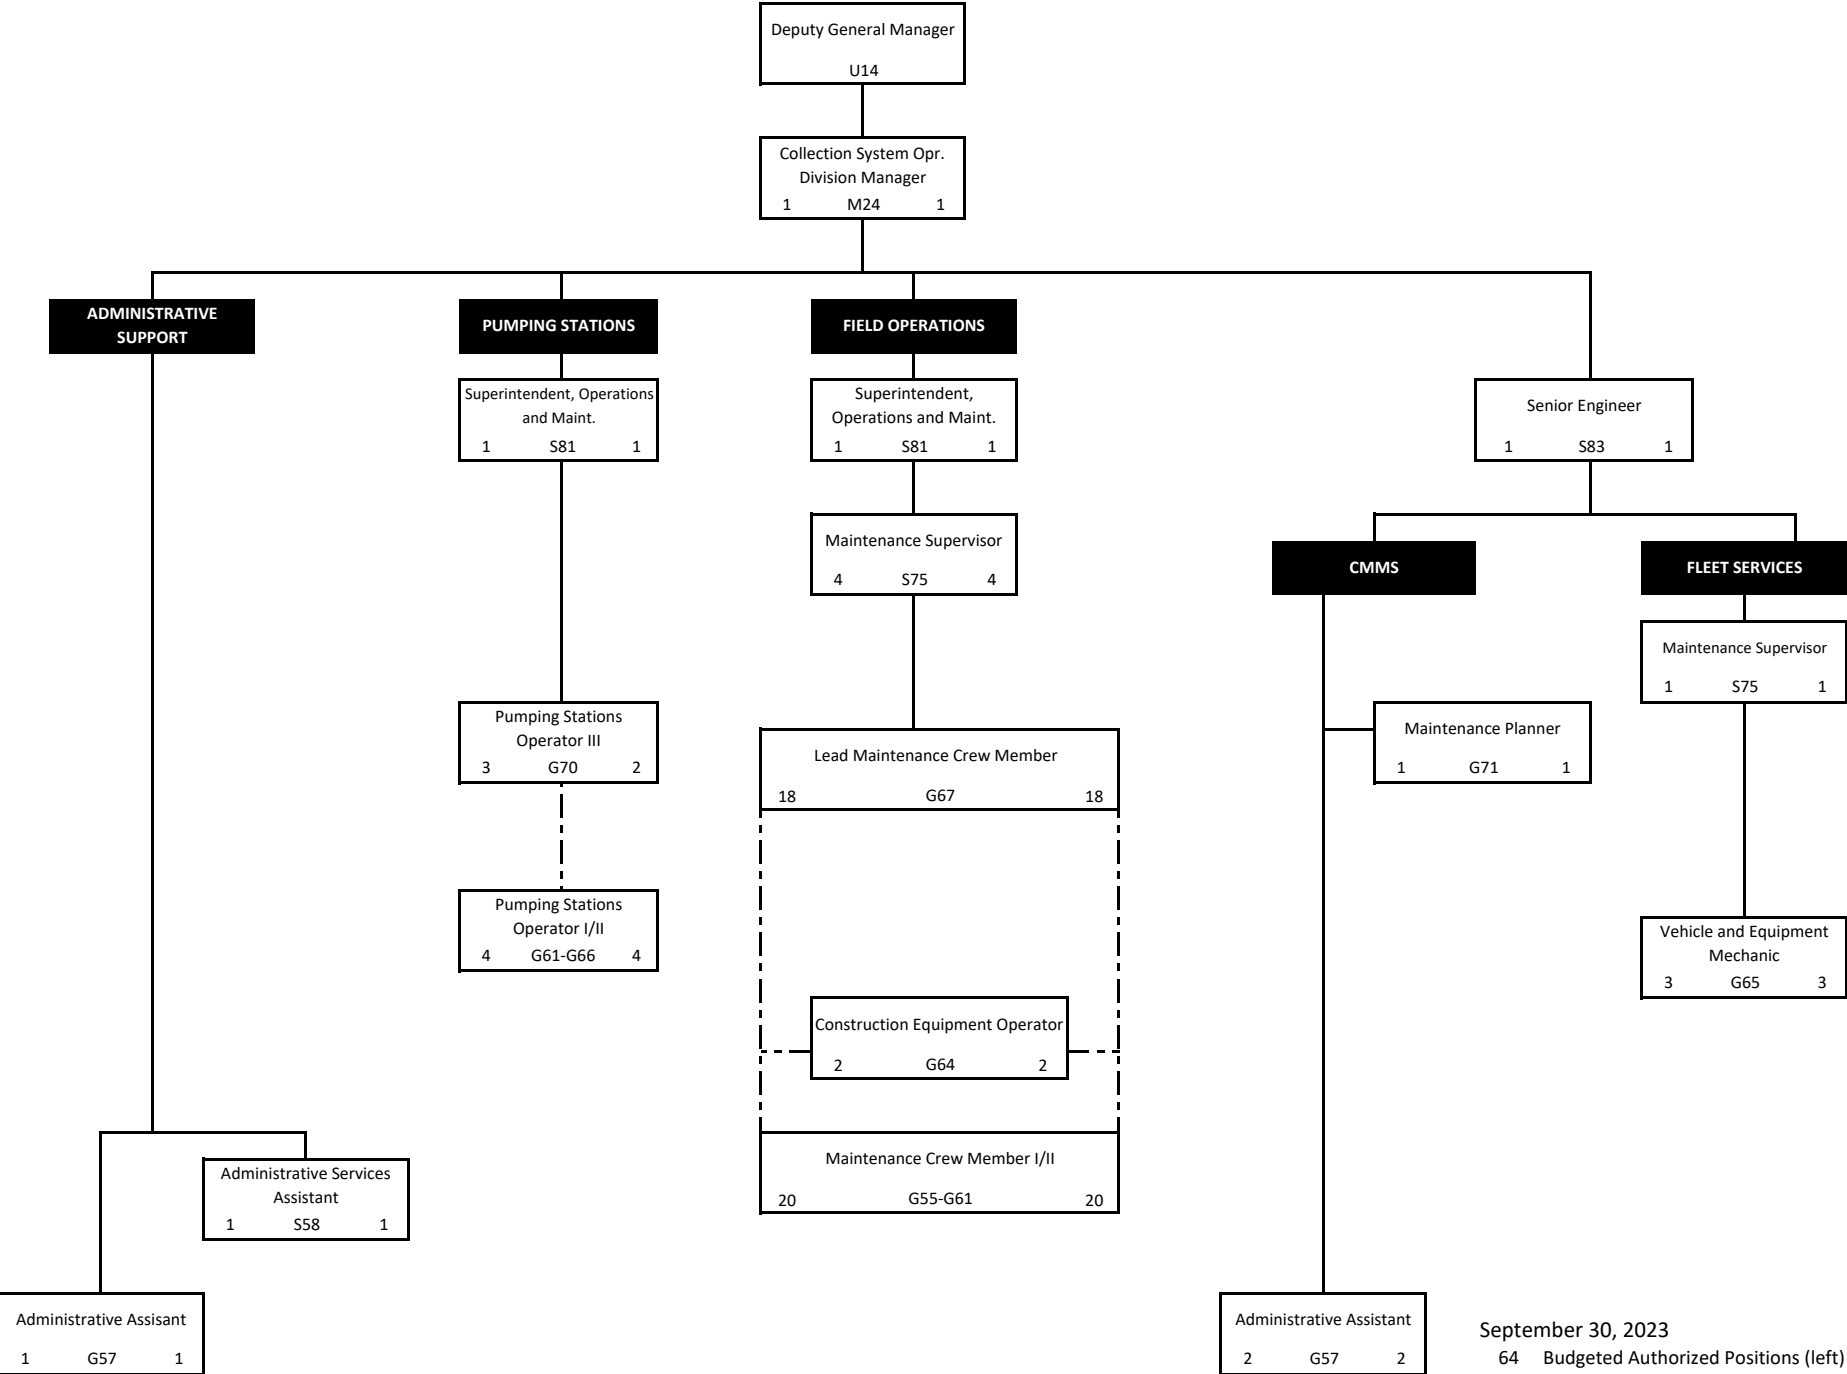 Deputy General Manager
U14
Collection System Opr.
Division Manager
1 M24 1
ADMINISTRATIVE
SUPPORT
PUMPING STATIONS
FIELD OPERATIONS
Superintendent, Operations
and Maint.
1 S81 1
Superintendent,
Operations and Maint.
1 S81 1
Senior Engineer
1 S83 1
Maintenance Supervisor
4 S75 4
CMMS
FLEET SERVICES
Maintenance Supervisor
1 S75 1
Pumping Stations
Operator III
3 G70 2
Lead Maintenance Crew Member
18 G67 18
Maintenance Planner
1 G71 1
Pumping Stations
Operator I/II
4 G61-G66 4
Vehicle and Equipment
Mechanic
3 G65 3
Construction Equipment Operator
2 G64 2
Maintenance Crew Member I/II
20 G55-G61 20
Administrative Services
Assistant
1 S58 1
Administrative Assisant
1 G57 1
Administrative Assistant
2 G57 2
September 30, 2023
64 Budgeted Authorized Positions (left)